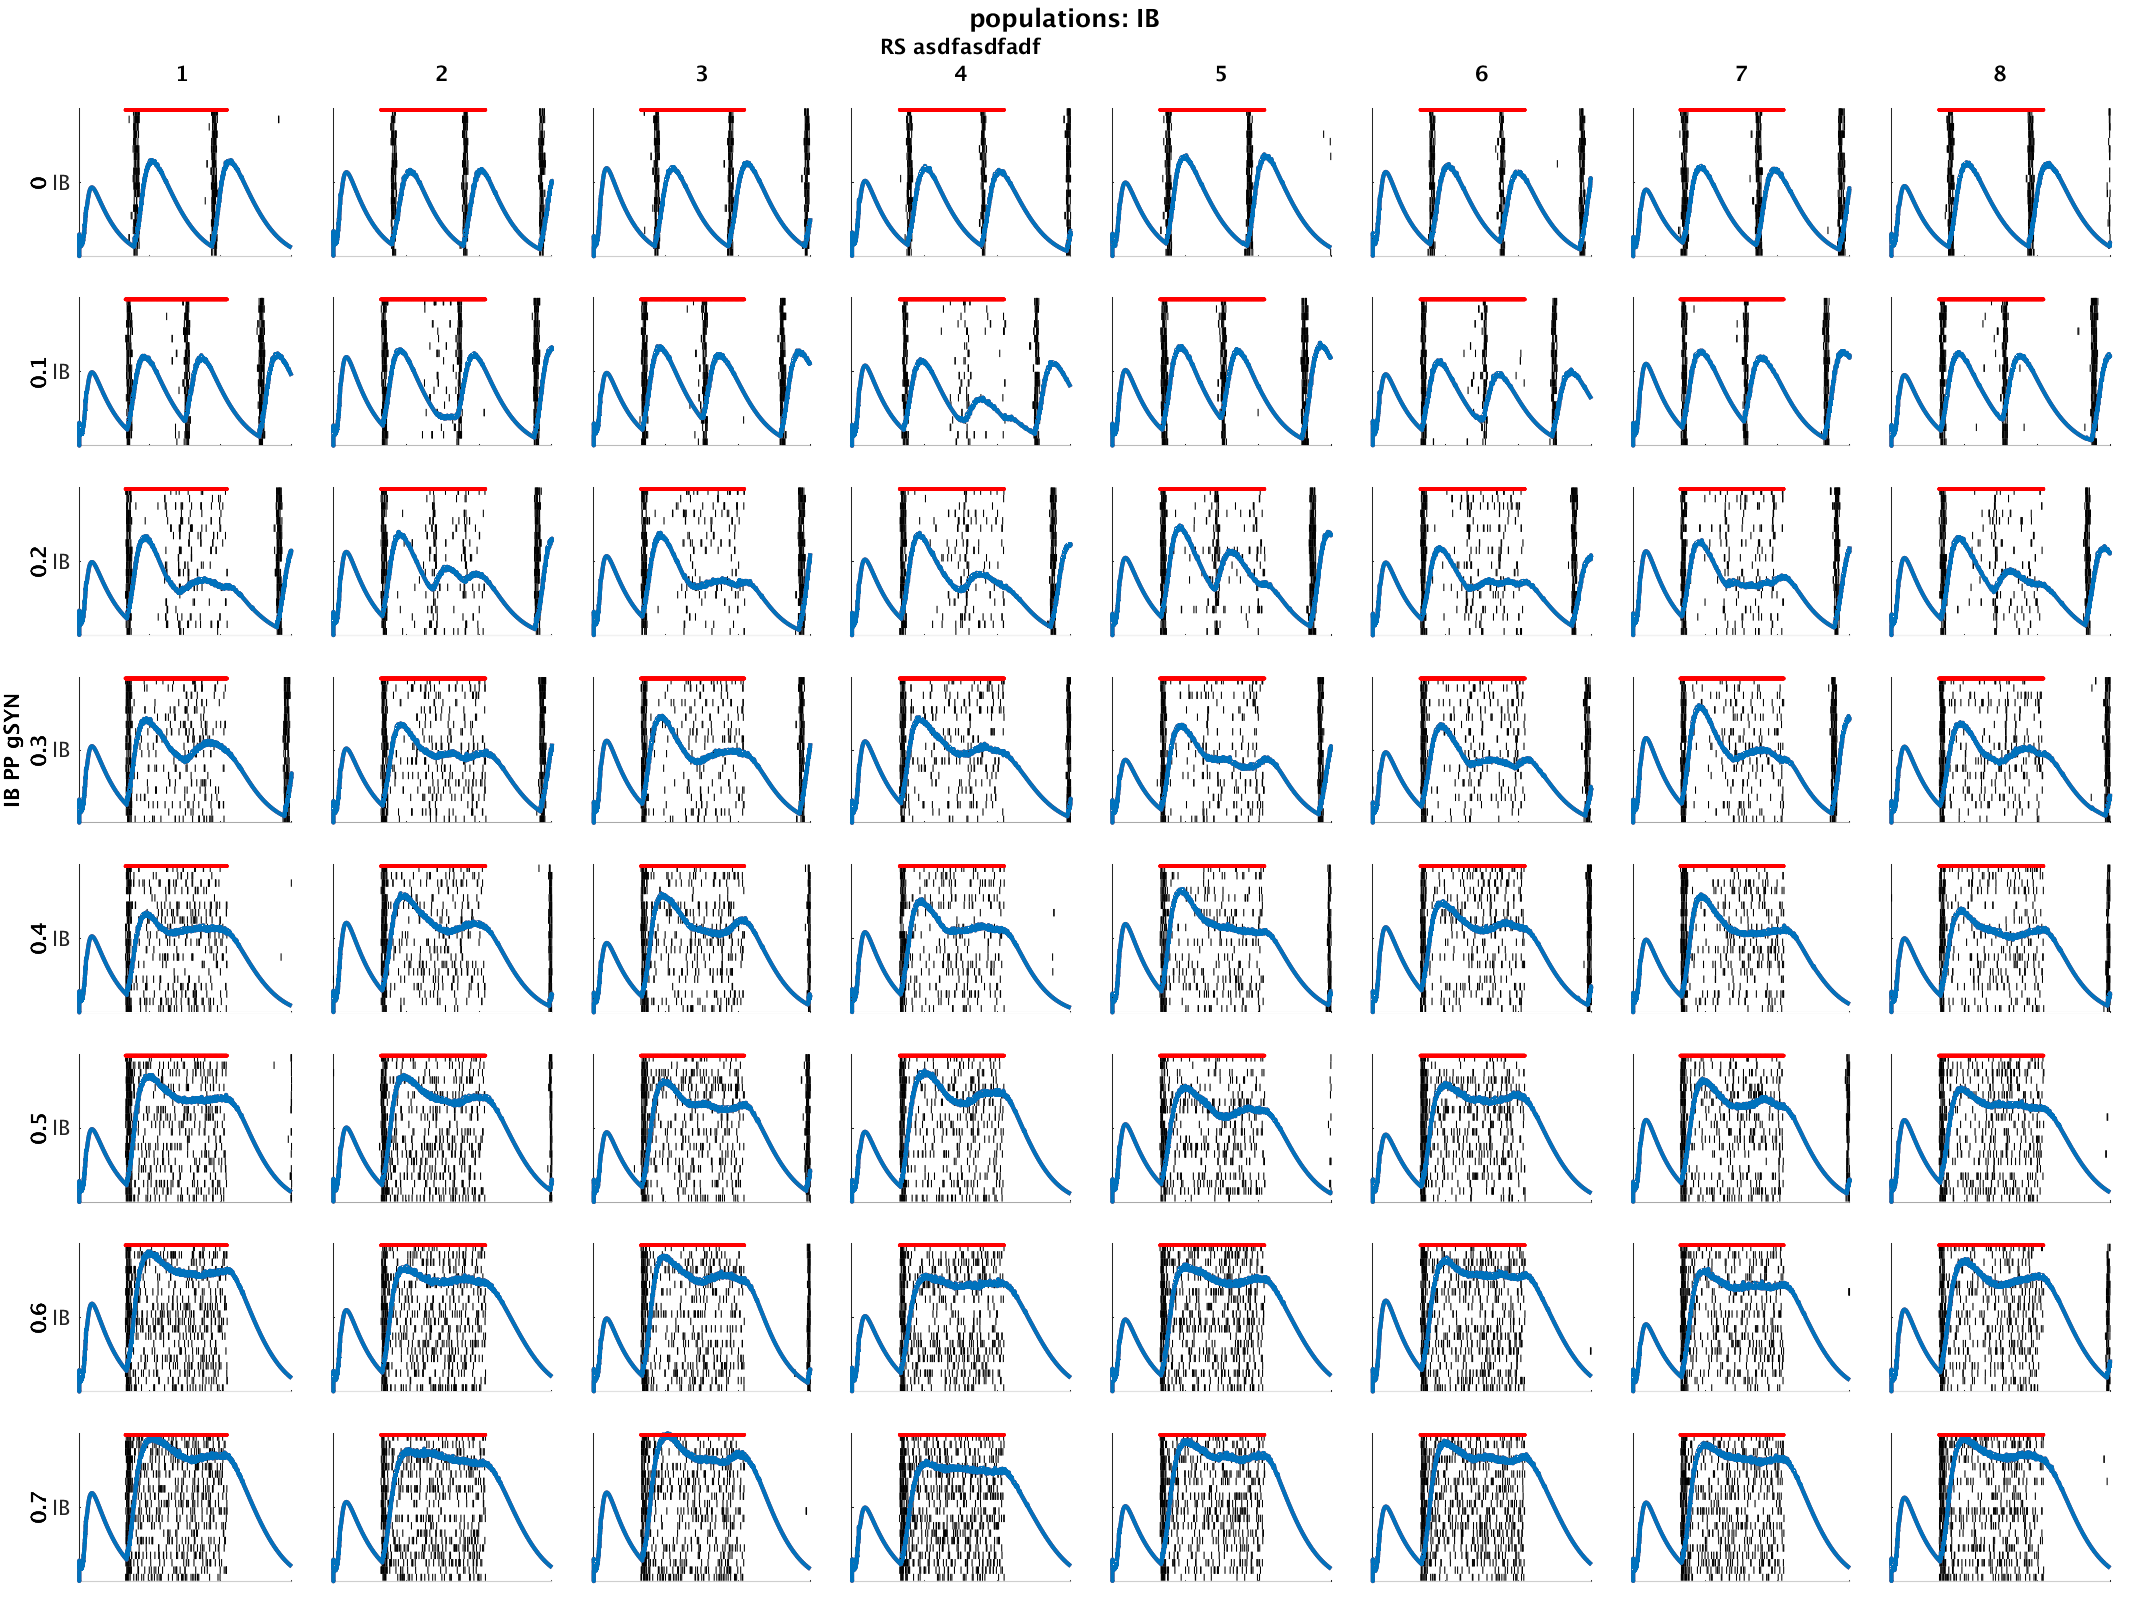 populations: IB
RS asdfasdfadf
1 2 3 4 5 6 7 8
0 IB
0.1 IB
0.2 IB
IB PP gSYN
0.3 IB
0.4 IB
0.5 IB
0.6 IB
0.7 IB